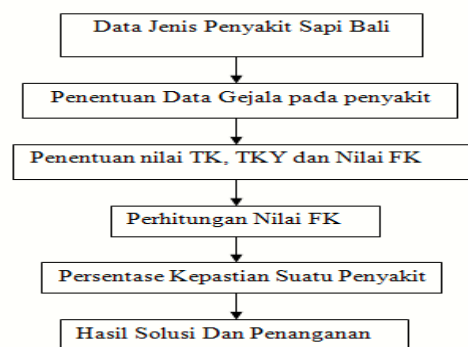 Data Jenis Penyakit Sapi Bali
Penentuan Data Gejala pada penyakit
Penentuan nilai TK, TKY dan Nilai FK
Perhitungan Nilai FK
Persentase Kepastian Suatu Penyakit
Hasil Solusi Dan Penanganan